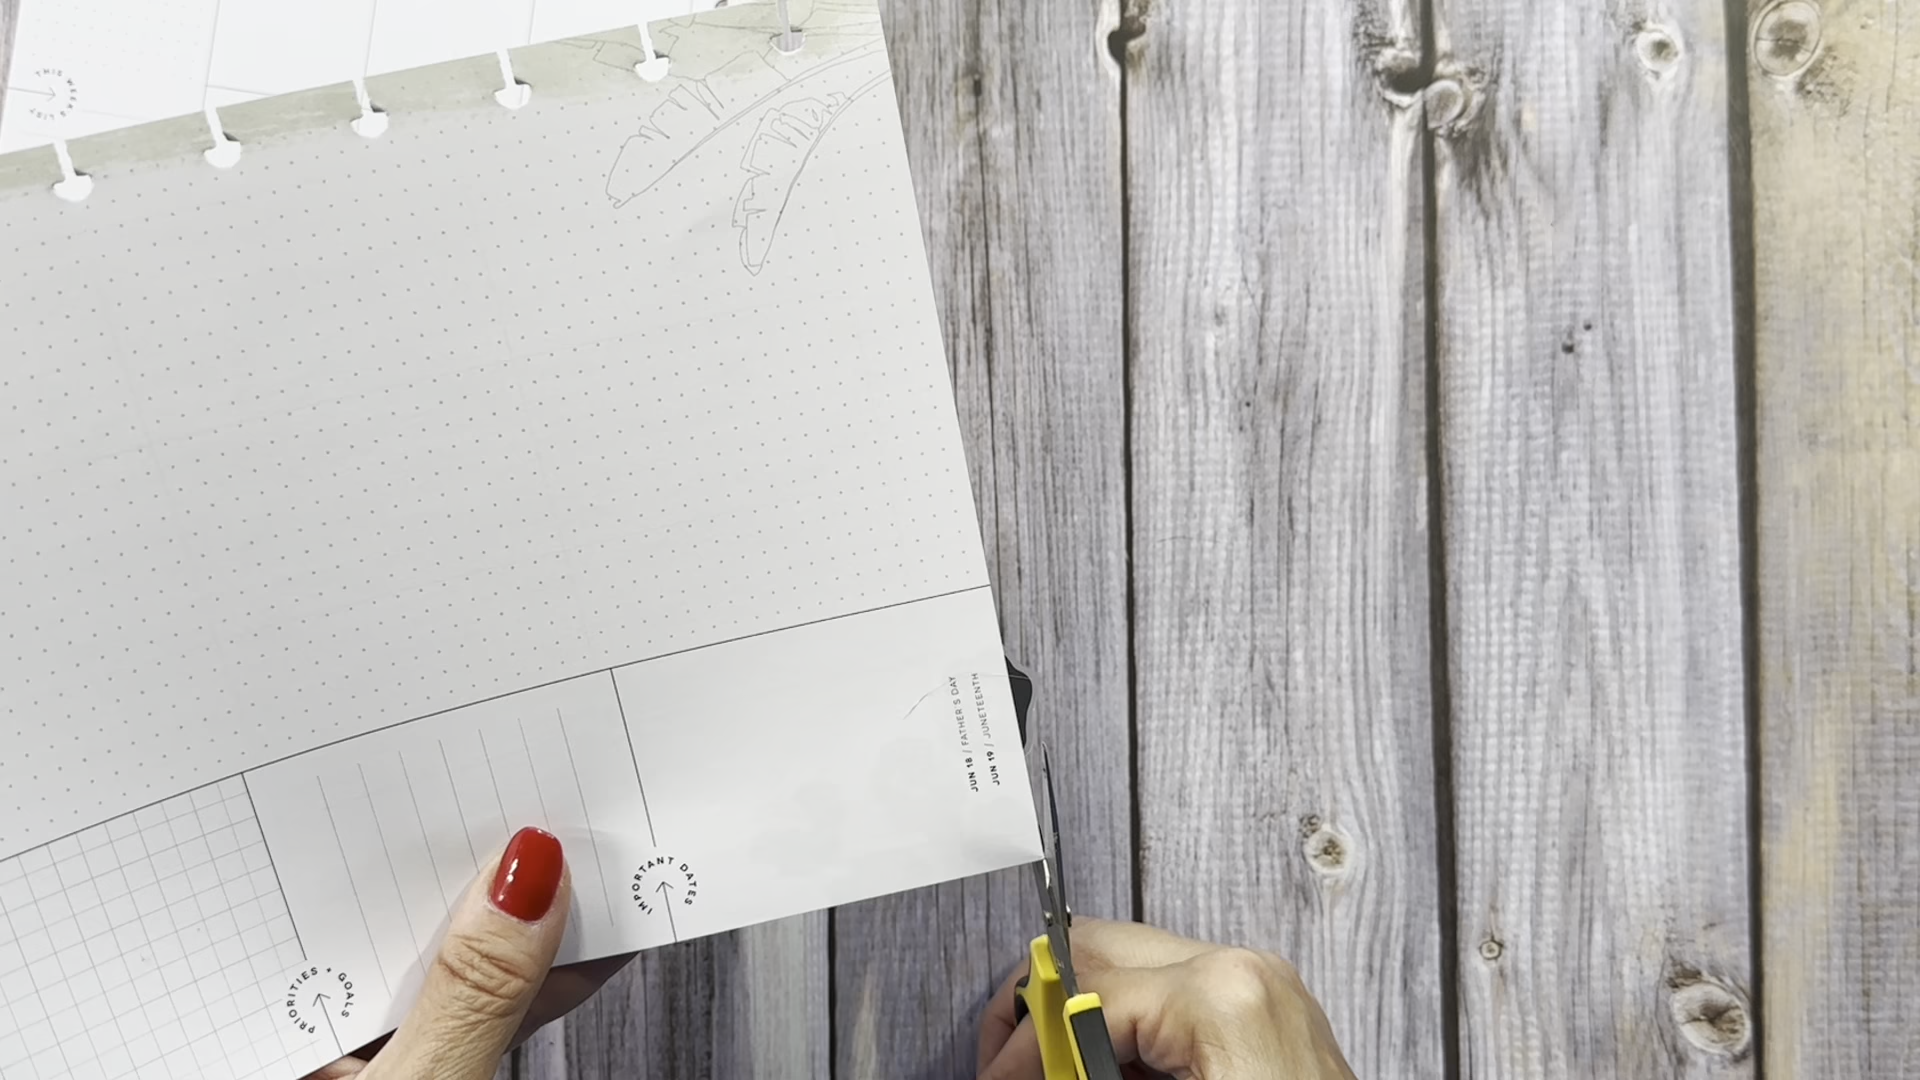 THIS WEEK'S LIST
JUN 18 / FATHER'S DAY
JUN 19 / JUNETEENTH
IMPORTANT DATES
PRIORITIES + GOALS